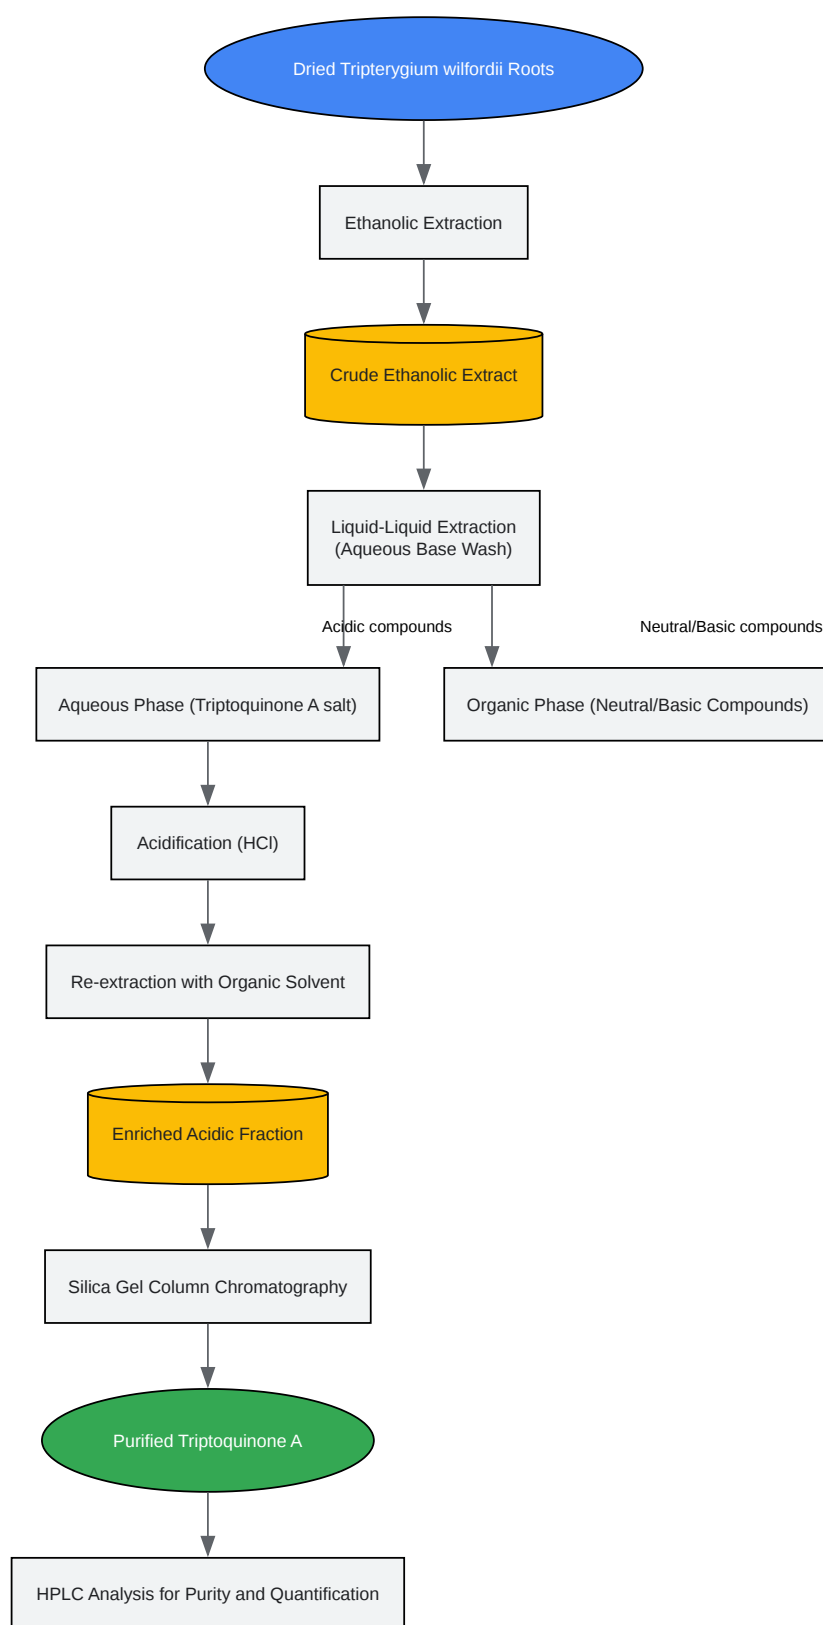 Dried Tripterygium wilfordii Roots
Ethanolic Extraction
Crude Ethanolic Extract
Liquid-Liquid Extraction
(Aqueous Base Wash)
Acidic compounds
Neutral/Basic compounds
Aqueous Phase (Triptoquinone A salt)
Organic Phase (Neutral/Basic Compounds)
Acidification (HCl)
Re-extraction with Organic Solvent
Enriched Acidic Fraction
Silica Gel Column Chromatography
Purified Triptoquinone A
HPLC Analysis for Purity and Quantification